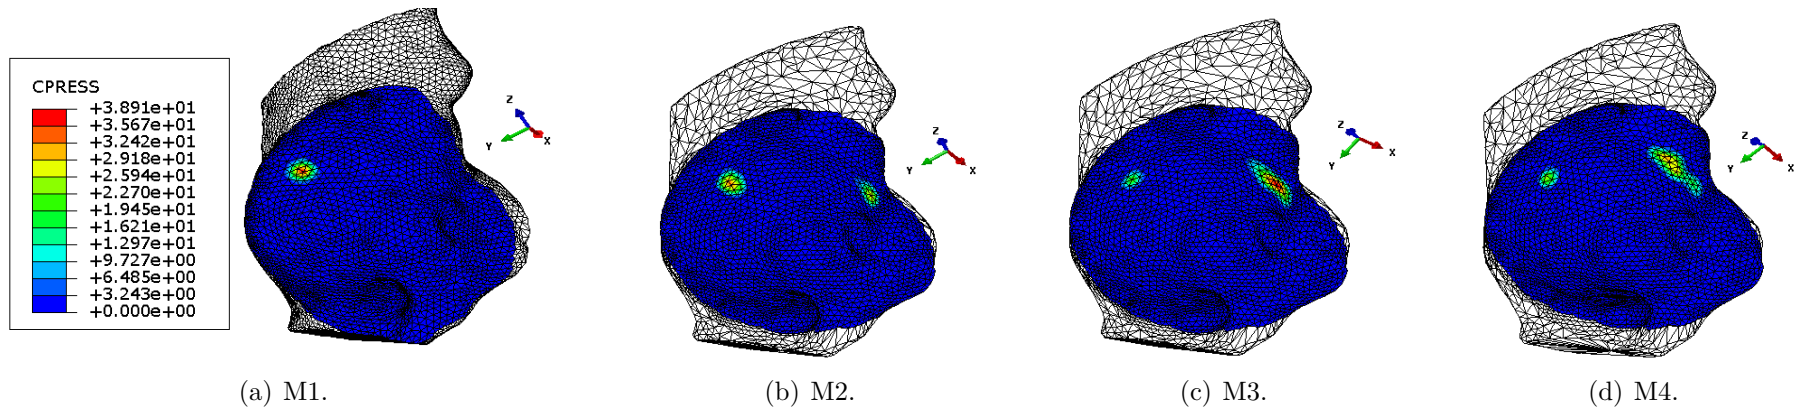 CPRESS
+3.891e+01
+3.567e+01
+3.242e+01
+2.918e+01
+2.594e+01
+2.270e+01
+1.945e+01
+1.621e+01
+1.297e+01
+9.727e+00
+6.485e+00
+3.243e+00
+0.000e+00
Z
Y
X
Z
Y
X
Z
Y
X
Z
Y
X
(a) M1.
(b) M2.
(c) M3.
(d) M4.